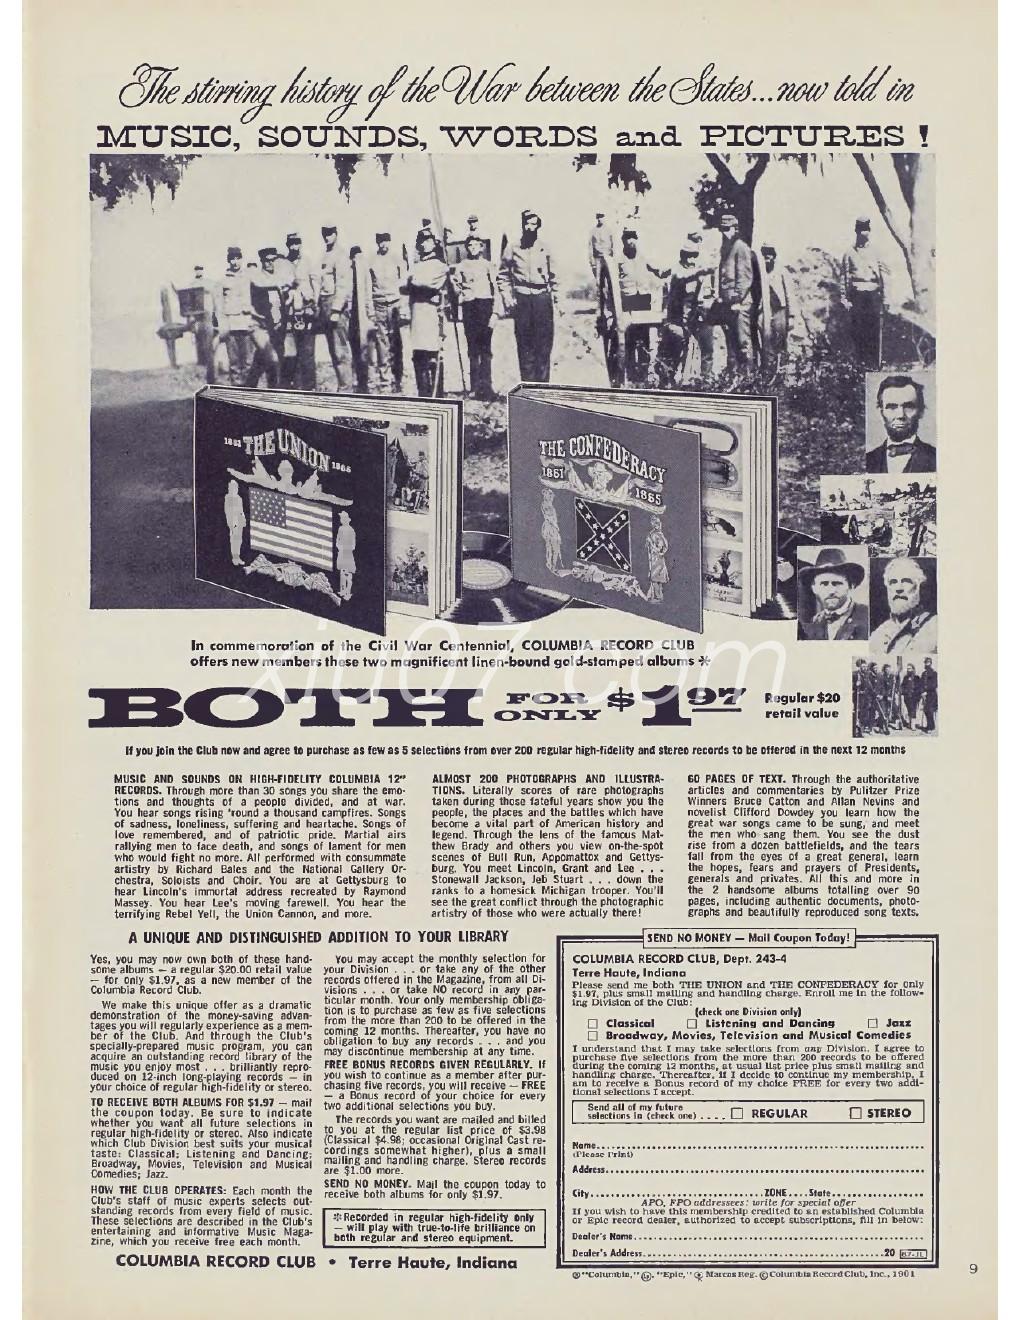 The stirring history of the War between the States...now told in
MUSIC, SOUNDS, WORDS and PICTURES !
1861 THE UNION 1865
THE CONFEDERACY
1861 1865
In commemoration of the Civil War Centennial, COLUMBIA RECORD CLUB
offers new members these two magnificent linen-bound gold-stamped albums *
xiu07.com
BOTH FOR ONLY $1.97
Regular $20
retail value
If you join the Club now and agree to purchase as few as 5 selections from over 200 regular high-fidelity and stereo records to be offered in the next 12 months
MUSIC AND SOUNDS ON HIGH-FIDELITY COLUMBIA 12"
RECORDS. Through more than 30 songs you share the emo-
tions and thoughts of a people divided, and at war.
You hear songs rising 'round a thousand campfires. Songs
of sadness, loneliness, suffering and heartache. Songs of
love remembered, and of patriotic pride. Martial airs
rallying men to face death, and songs of lament for men
who would fight no more. All performed with consummate
artistry by Richard Bales and the National Gallery Or-
chestra, Soloists and Choir. You are at Gettysburg to
hear Lincoln's immortal address recreated by Raymond
Massey. You hear Lee's moving farewell. You hear the
terrifying Rebel Yell, the Union Cannon, and more.
ALMOST 200 PHOTOGRAPHS AND ILLUSTRA-
TIONS. Literally scores of rare photographs
taken during those fateful years show you the
people, the places and the battles which have
become a vital part of American history and
legend. Through the lens of the famous Mat-
thew Brady and others you view on-the-spot
scenes of Bull Run, Appomattox and Gettys-
burg. You meet Lincoln, Grant and Lee . . .
Stonewall Jackson, Jeb Stuart . . . down the
ranks to a homesick Michigan trooper. You'll
see the great conflict through the photographic
artistry of those who were actually there!
60 PAGES OF TEXT. Through the authoritative
articles and commentaries by Pulitzer Prize
Winners Bruce Catton and Allan Nevins and
novelist Clifford Dowdey you learn how the
great war songs came to be sung, and meet
the men who sang them. You see the dust
rise from a dozen battlefields, and the tears
fall from the eyes of a great general, learn
the hopes, fears and prayers of Presidents,
generals and privates. All this and more in
the 2 handsome albums totalling over 90
pages, including authentic documents, photo-
graphs and beautifully reproduced song texts.
A UNIQUE AND DISTINGUISHED ADDITION TO YOUR LIBRARY
Yes, you may now own both of these hand-
some albums — a regular $20.00 retail value
— for only $1.97, as a new member of the
Columbia Record Club.
We make this unique offer as a dramatic
demonstration of the money-saving advan-
tages you will regularly experience as a mem-
ber of the Club. And through the Club's
specially-prepared music program, you can
acquire an outstanding record library of the
music you enjoy most . . . brilliantly repro-
duced on 12-inch long-playing records — in
your choice of regular high-fidelity or stereo.
TO RECEIVE BOTH ALBUMS FOR $1.97 — mail
the coupon today. Be sure to indicate
whether you want all future selections in
regular high-fidelity or stereo. Also indicate
which Club Division best suits your musical
taste: Classical; Listening and Dancing;
Broadway, Movies, Television and Musical
Comedies; Jazz.
HOW THE CLUB OPERATES: Each month the
Club's staff of music experts selects out-
standing records from every field of music.
These selections are described in the Club's
entertaining and informative Music Maga-
zine, which you receive free each month.
You may accept the monthly selection for
your Division . . . or take any of the other
records offered in the Magazine, from all Di-
visions . . . or take NO record in any par-
ticular month. Your only membership obliga-
tion is to purchase as few as five selections
from the more than 200 to be offered in the
coming 12 months. Thereafter, you have no
obligation to buy any records . . . and you
may discontinue membership at any time.
FREE BONUS RECORDS GIVEN REGULARLY. If
you wish to continue as a member after pur-
chasing five records, you will receive — FREE
— a Bonus record of your choice for every
two additional selections you buy.
The records you want are mailed and billed
to you at the regular list price of $3.98
(Classical $4.98; occasional Original Cast re-
cordings somewhat higher), plus a small
mailing and handling charge. Stereo records
are $1.00 more.
SEND NO MONEY. Mail the coupon today to
receive both albums for only $1.97.
*Recorded in regular high-fidelity only
— will play with true-to-life brilliance on
both regular and stereo equipment.
COLUMBIA RECORD CLUB • Terre Haute, Indiana
SEND NO MONEY — Mail Coupon Today!
COLUMBIA RECORD CLUB, Dept. 243-4
Terre Haute, Indiana
Please send me both THE UNION and THE CONFEDERACY for only
$1.97, plus small mailing and handling charge. Enroll me in the follow-
ing Division of the Club:
(check one Division only)
☐ Classical ☐ Listening and Dancing ☐ Jazz
☐ Broadway, Movies, Television and Musical Comedies
I understand that I may take selections from any Division. I agree to
purchase five selections from the more than 200 records to be offered
during the coming 12 months, at usual list price plus small mailing and
handling charge. Thereafter, if I decide to continue my membership, I
am to receive a Bonus record of my choice FREE for every two addi-
tional selections I accept.
Send all of my future
selections in (check one) .... ☐ REGULAR ☐ STEREO
Name........................................
(Please Print)
Address........................................
City..............................ZONE....State..................
APO, FPO addressees: write for special offer
If you wish to have this membership credited to an established Columbia
or Epic record dealer, authorized to accept subscriptions, fill in below:
Dealer's Name........................................
Dealer's Address........................................20
® "Columbia," "Epic," Marcas Reg. © Columbia Record Club, Inc., 1961
9